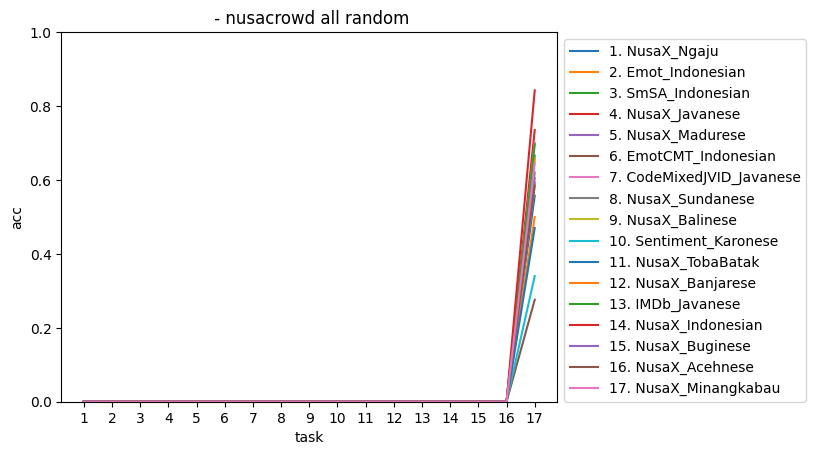 - nusacrowd all random
acc
1.0
0.8
0.6
0.4
0.2
0.0
1 2 3 4 5 6 7 8 9 10 11 12 13 14 15 16 17
task
1. NusaX_Ngaju
2. Emot_Indonesian
3. SmSA_Indonesian
4. NusaX_Javanese
5. NusaX_Madurese
6. EmotCMT_Indonesian
7. CodeMixedJVID_Javanese
8. NusaX_Sundanese
9. NusaX_Balinese
10. Sentiment_Karonese
11. NusaX_TobaBatak
12. NusaX_Banjarese
13. IMDb_Javanese
14. NusaX_Indonesian
15. NusaX_Buginese
16. NusaX_Acehnese
17. NusaX_Minangkabau